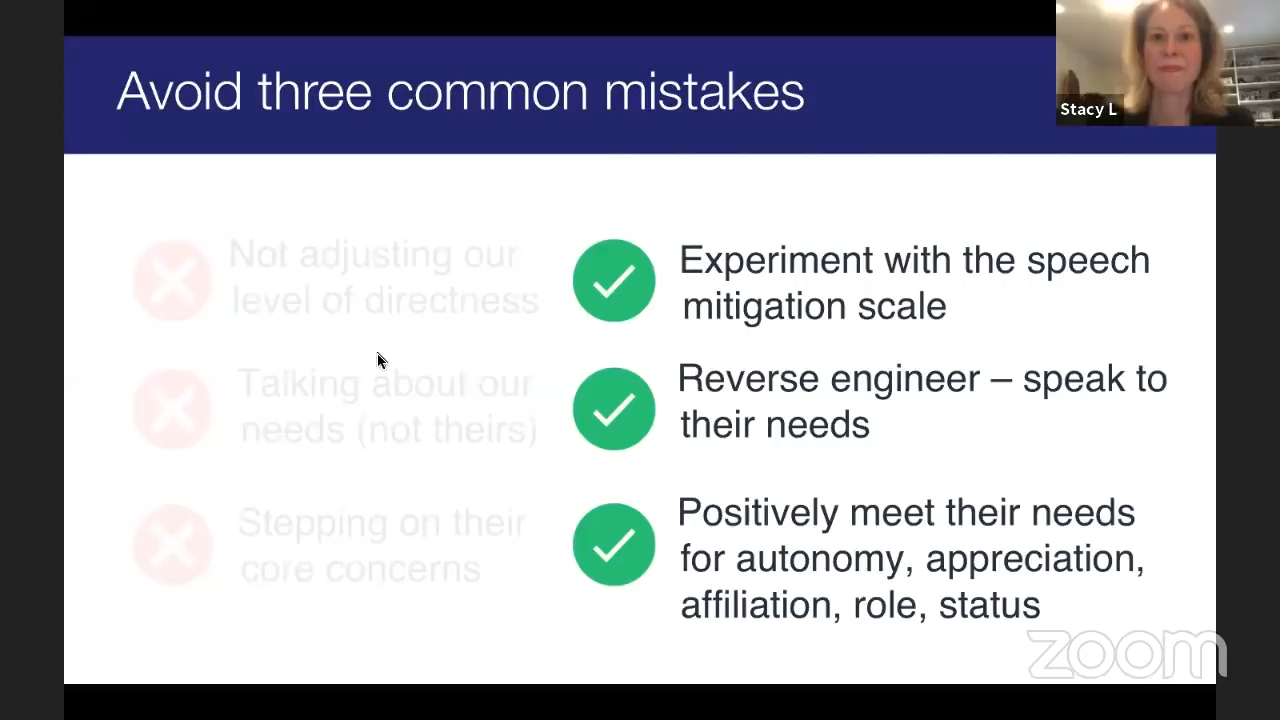 Avoid three common mistakes
Stacy L
Not adjusting our
level of directness
Experiment with the speech
mitigation scale
Talking about our
needs (not theirs)
Reverse engineer – speak to
their needs
Stepping on their
core concerns
Positively meet their needs
for autonomy, appreciation,
affiliation, role, status
zoom